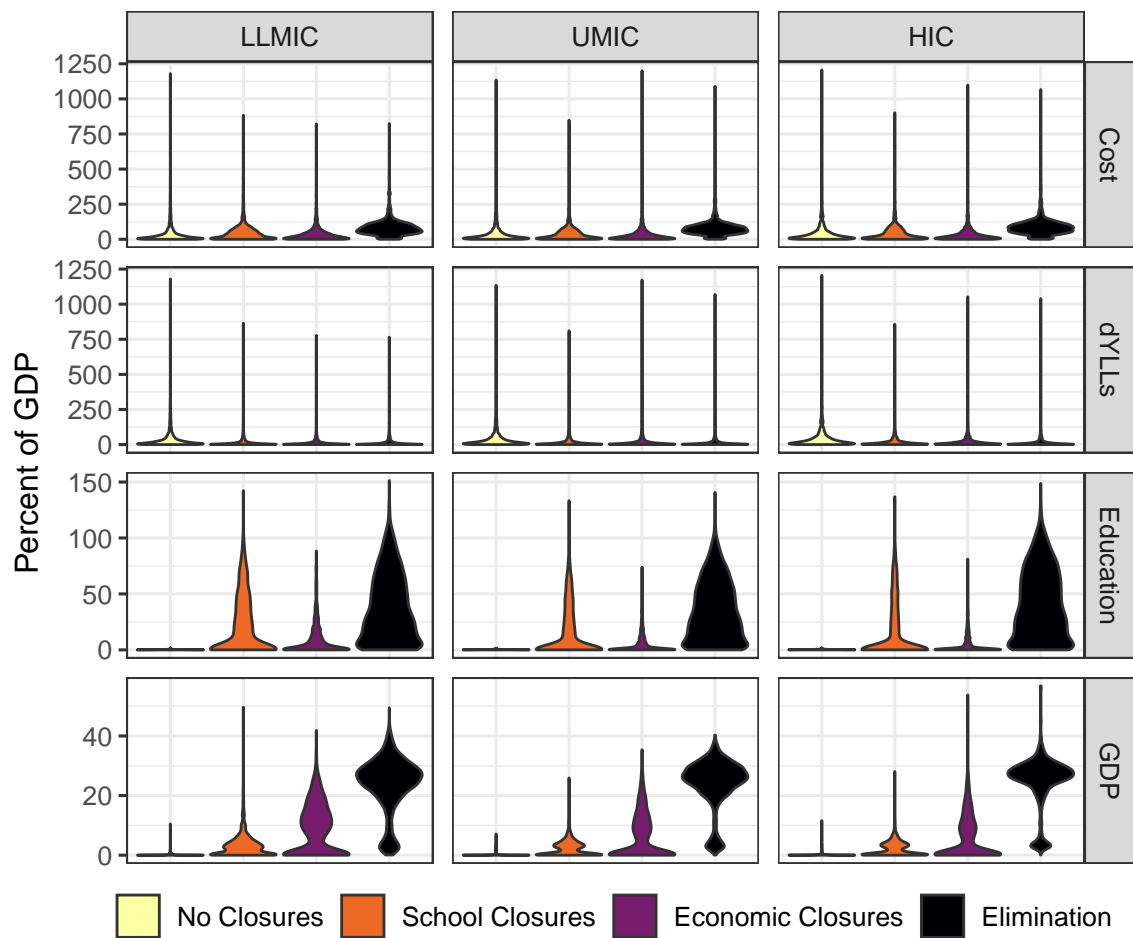 LLMIC UMIC HIC
1250
1000
750
500
250
0
Cost
1250
1000
750
500
250
0
dYLLs
Percent of GDP
150
100
50
0
Education
40
20
0
GDP
No Closures School Closures Economic Closures Elimination